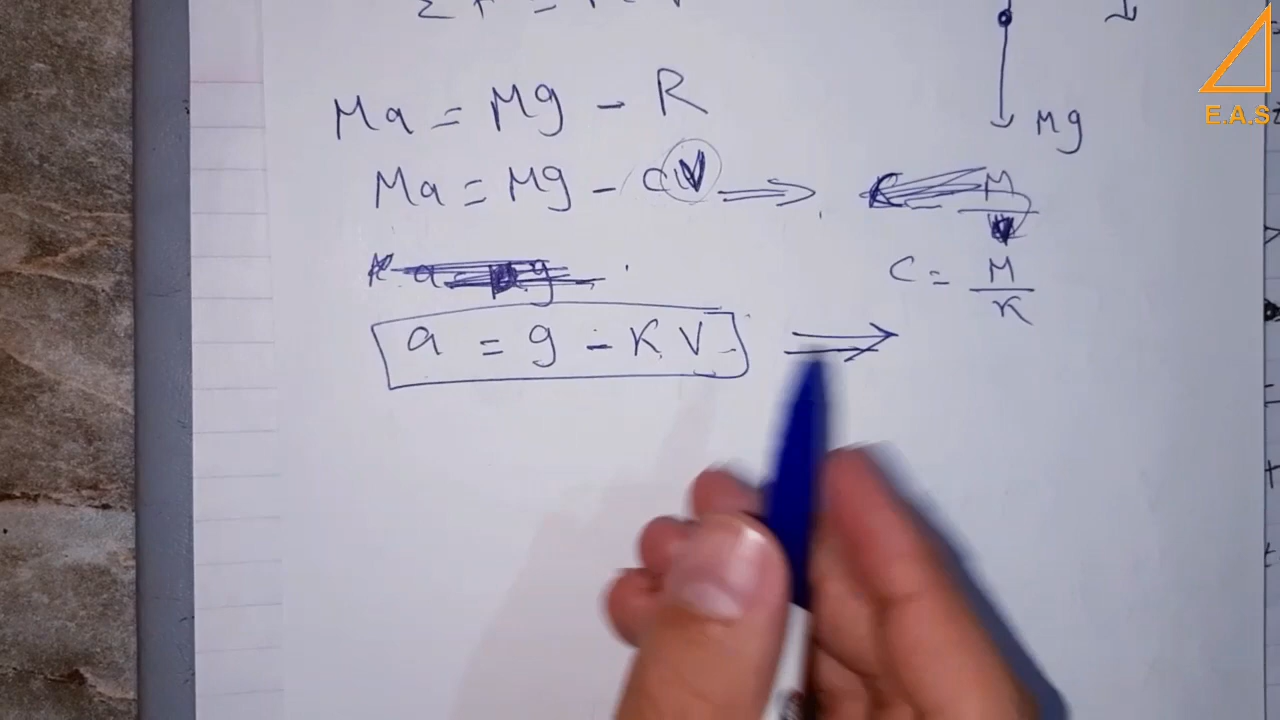 Ma = Mg - R
Mg
Ma = Mg - CV ⇒
C = M/K
a = g - KV ⇒
E.A.S